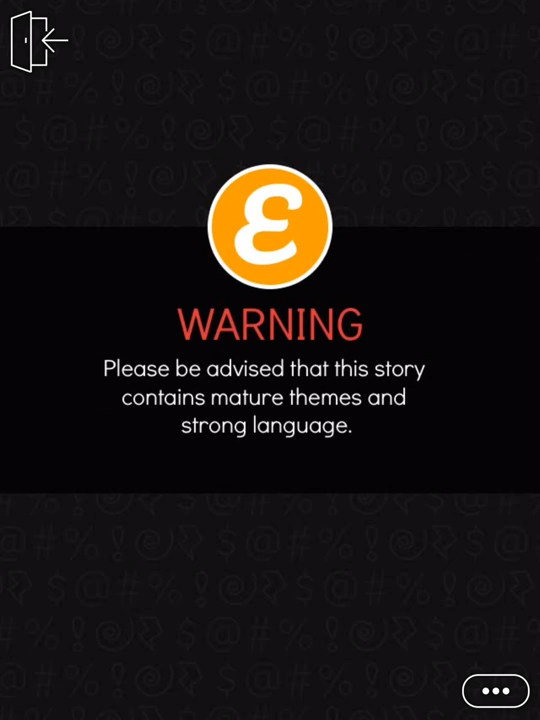 WARNING
Please be advised that this story
contains mature themes and
strong language.